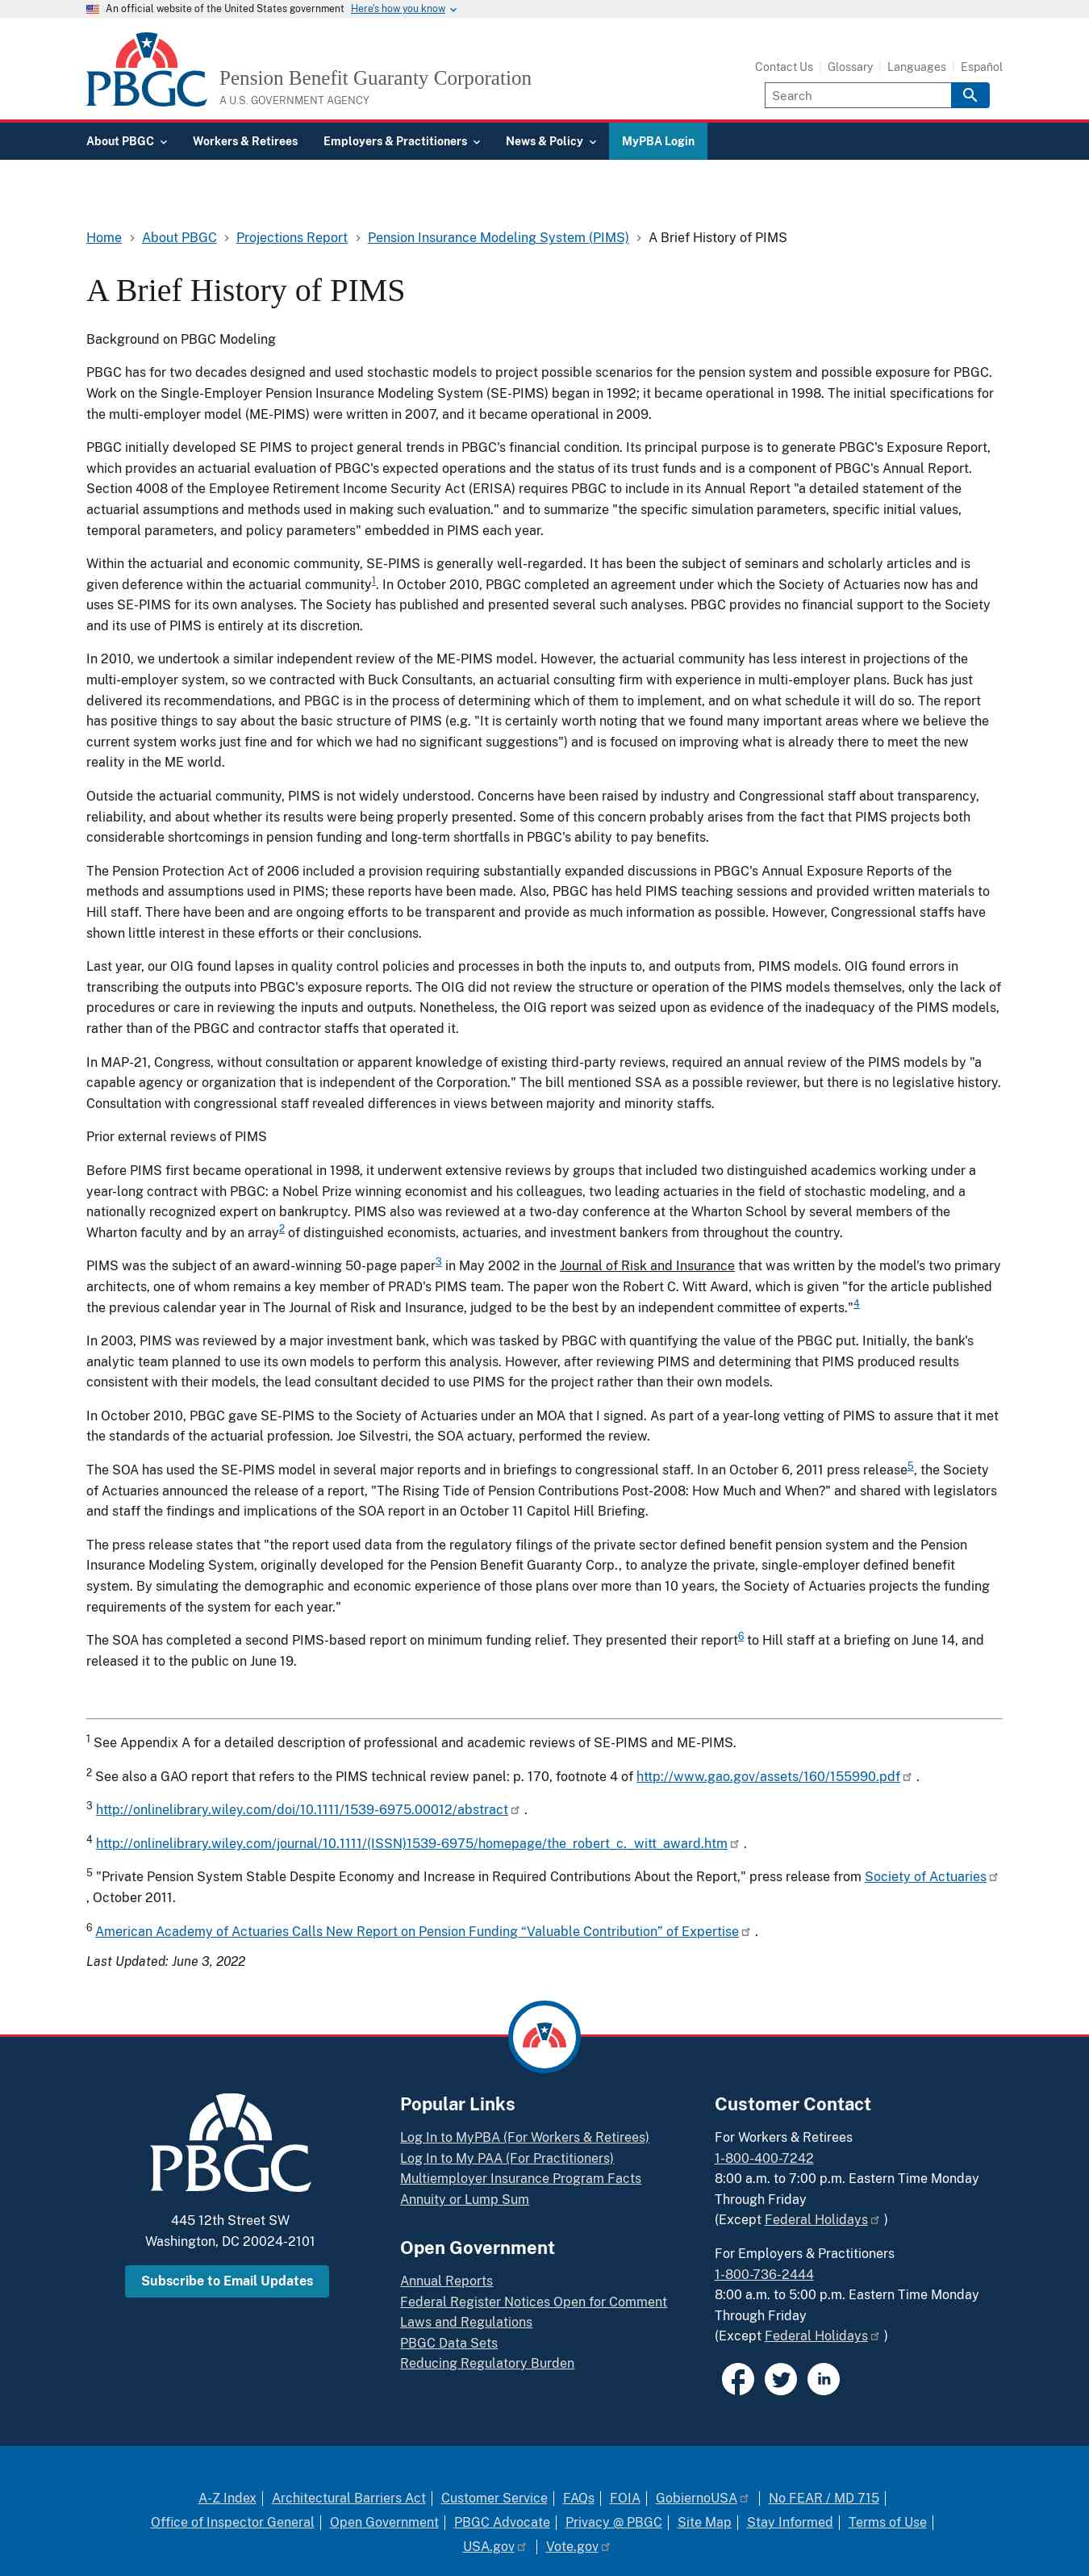 An official website of the United States government Here's how you know
PBGC
Pension Benefit Guaranty Corporation
A U.S. GOVERNMENT AGENCY
Contact Us
Glossary
Languages
Español
Search
About PBGC
Workers & Retirees
Employers & Practitioners
News & Policy
MyPBA Login
Home > About PBGC > Projections Report > Pension Insurance Modeling System (PIMS) > A Brief History of PIMS
A Brief History of PIMS
Background on PBGC Modeling
PBGC has for two decades designed and used stochastic models to project possible scenarios for the pension system and possible exposure for PBGC.
Work on the Single-Employer Pension Insurance Modeling System (SE-PIMS) began in 1992; it became operational in 1998. The initial specifications for
the multi-employer model (ME-PIMS) were written in 2007, and it became operational in 2009.
PBGC initially developed SE PIMS to project general trends in PBGC's financial condition. Its principal purpose is to generate PBGC's Exposure Report,
which provides an actuarial evaluation of PBGC's expected operations and the status of its trust funds and is a component of PBGC's Annual Report.
Section 4008 of the Employee Retirement Income Security Act (ERISA) requires PBGC to include in its Annual Report "a detailed statement of the
actuarial assumptions and methods used in making such evaluation." and to summarize "the specific simulation parameters, specific initial values,
temporal parameters, and policy parameters" embedded in PIMS each year.
Within the actuarial and economic community, SE-PIMS is generally well-regarded. It has been the subject of seminars and scholarly articles and is
given deference within the actuarial community1. In October 2010, PBGC completed an agreement under which the Society of Actuaries now has and
uses SE-PIMS for its own analyses. The Society has published and presented several such analyses. PBGC provides no financial support to the Society
and its use of PIMS is entirely at its discretion.
In 2010, we undertook a similar independent review of the ME-PIMS model. However, the actuarial community has less interest in projections of the
multi-employer system, so we contracted with Buck Consultants, an actuarial consulting firm with experience in multi-employer plans. Buck has just
delivered its recommendations, and PBGC is in the process of determining which of them to implement, and on what schedule it will do so. The report
has positive things to say about the basic structure of PIMS (e.g. "It is certainly worth noting that we found many important areas where we believe the
current system works just fine and for which we had no significant suggestions") and is focused on improving what is already there to meet the new
reality in the ME world.
Outside the actuarial community, PIMS is not widely understood. Concerns have been raised by industry and Congressional staff about transparency,
reliability, and about whether its results were being properly presented. Some of this concern probably arises from the fact that PIMS projects both
considerable shortcomings in pension funding and long-term shortfalls in PBGC's ability to pay benefits.
The Pension Protection Act of 2006 included a provision requiring substantially expanded discussions in PBGC's Annual Exposure Reports of the
methods and assumptions used in PIMS; these reports have been made. Also, PBGC has held PIMS teaching sessions and provided written materials to
Hill staff. There have been and are ongoing efforts to be transparent and provide as much information as possible. However, Congressional staffs have
shown little interest in these efforts or their conclusions.
Last year, our OIG found lapses in quality control policies and processes in both the inputs to, and outputs from, PIMS models. OIG found errors in
transcribing the outputs into PBGC's exposure reports. The OIG did not review the structure or operation of the PIMS models themselves, only the lack of
procedures or care in reviewing the inputs and outputs. Nonetheless, the OIG report was seized upon as evidence of the inadequacy of the PIMS models,
rather than of the PBGC and contractor staffs that operated it.
In MAP-21, Congress, without consultation or apparent knowledge of existing third-party reviews, required an annual review of the PIMS models by "a
capable agency or organization that is independent of the Corporation." The bill mentioned SSA as a possible reviewer, but there is no legislative history.
Consultation with congressional staff revealed differences in views between majority and minority staffs.
Prior external reviews of PIMS
Before PIMS first became operational in 1998, it underwent extensive reviews by groups that included two distinguished academics working under a
year-long contract with PBGC: a Nobel Prize winning economist and his colleagues, two leading actuaries in the field of stochastic modeling, and a
nationally recognized expert on bankruptcy. PIMS also was reviewed at a two-day conference at the Wharton School by several members of the
Wharton faculty and by an array2 of distinguished economists, actuaries, and investment bankers from throughout the country.
PIMS was the subject of an award-winning 50-page paper3 in May 2002 in the Journal of Risk and Insurance that was written by the model's two primary
architects, one of whom remains a key member of PRAD's PIMS team. The paper won the Robert C. Witt Award, which is given "for the article published
the previous calendar year in The Journal of Risk and Insurance, judged to be the best by an independent committee of experts."4
In 2003, PIMS was reviewed by a major investment bank, which was tasked by PBGC with quantifying the value of the PBGC put. Initially, the bank's
analytic team planned to use its own models to perform this analysis. However, after reviewing PIMS and determining that PIMS produced results
consistent with their models, the lead consultant decided to use PIMS for the project rather than their own models.
In October 2010, PBGC gave SE-PIMS to the Society of Actuaries under an MOA that I signed. As part of a year-long vetting of PIMS to assure that it met
the standards of the actuarial profession. Joe Silvestri, the SOA actuary, performed the review.
The SOA has used the SE-PIMS model in several major reports and in briefings to congressional staff. In an October 6, 2011 press release5, the Society
of Actuaries announced the release of a report, "The Rising Tide of Pension Contributions Post-2008: How Much and When?" and shared with legislators
and staff the findings and implications of the SOA report in an October 11 Capitol Hill Briefing.
The press release states that "the report used data from the regulatory filings of the private sector defined benefit pension system and the Pension
Insurance Modeling System, originally developed for the Pension Benefit Guaranty Corp., to analyze the private, single-employer defined benefit
system. By simulating the demographic and economic experience of those plans over more than 10 years, the Society of Actuaries projects the funding
requirements of the system for each year."
The SOA has completed a second PIMS-based report on minimum funding relief. They presented their report6 to Hill staff at a briefing on June 14, and
released it to the public on June 19.
1 See Appendix A for a detailed description of professional and academic reviews of SE-PIMS and ME-PIMS.
2 See also a GAO report that refers to the PIMS technical review panel: p. 170, footnote 4 of http://www.gao.gov/assets/160/155990.pdf .
3 http://onlinelibrary.wiley.com/doi/10.1111/1539-6975.00012/abstract .
4 http://onlinelibrary.wiley.com/journal/10.1111/(ISSN)1539-6975/homepage/the_robert_c._witt_award.htm .
5 "Private Pension System Stable Despite Economy and Increase in Required Contributions About the Report," press release from Society of Actuaries
, October 2011.
6 American Academy of Actuaries Calls New Report on Pension Funding “Valuable Contribution” of Expertise .
Last Updated: June 3, 2022
PBGC
445 12th Street SW
Washington, DC 20024-2101
Subscribe to Email Updates
Popular Links
Log In to MyPBA (For Workers & Retirees)
Log In to My PAA (For Practitioners)
Multiemployer Insurance Program Facts
Annuity or Lump Sum
Open Government
Annual Reports
Federal Register Notices Open for Comment
Laws and Regulations
PBGC Data Sets
Reducing Regulatory Burden
Customer Contact
For Workers & Retirees
1-800-400-7242
8:00 a.m. to 7:00 p.m. Eastern Time Monday
Through Friday
(Except Federal Holidays )
For Employers & Practitioners
1-800-736-2444
8:00 a.m. to 5:00 p.m. Eastern Time Monday
Through Friday
(Except Federal Holidays )
in
A-Z Index | Architectural Barriers Act | Customer Service | FAQs | FOIA | GobiernoUSA | No FEAR / MD 715 |
Office of Inspector General | Open Government | PBGC Advocate | Privacy @ PBGC | Site Map | Stay Informed | Terms of Use |
USA.gov | Vote.gov